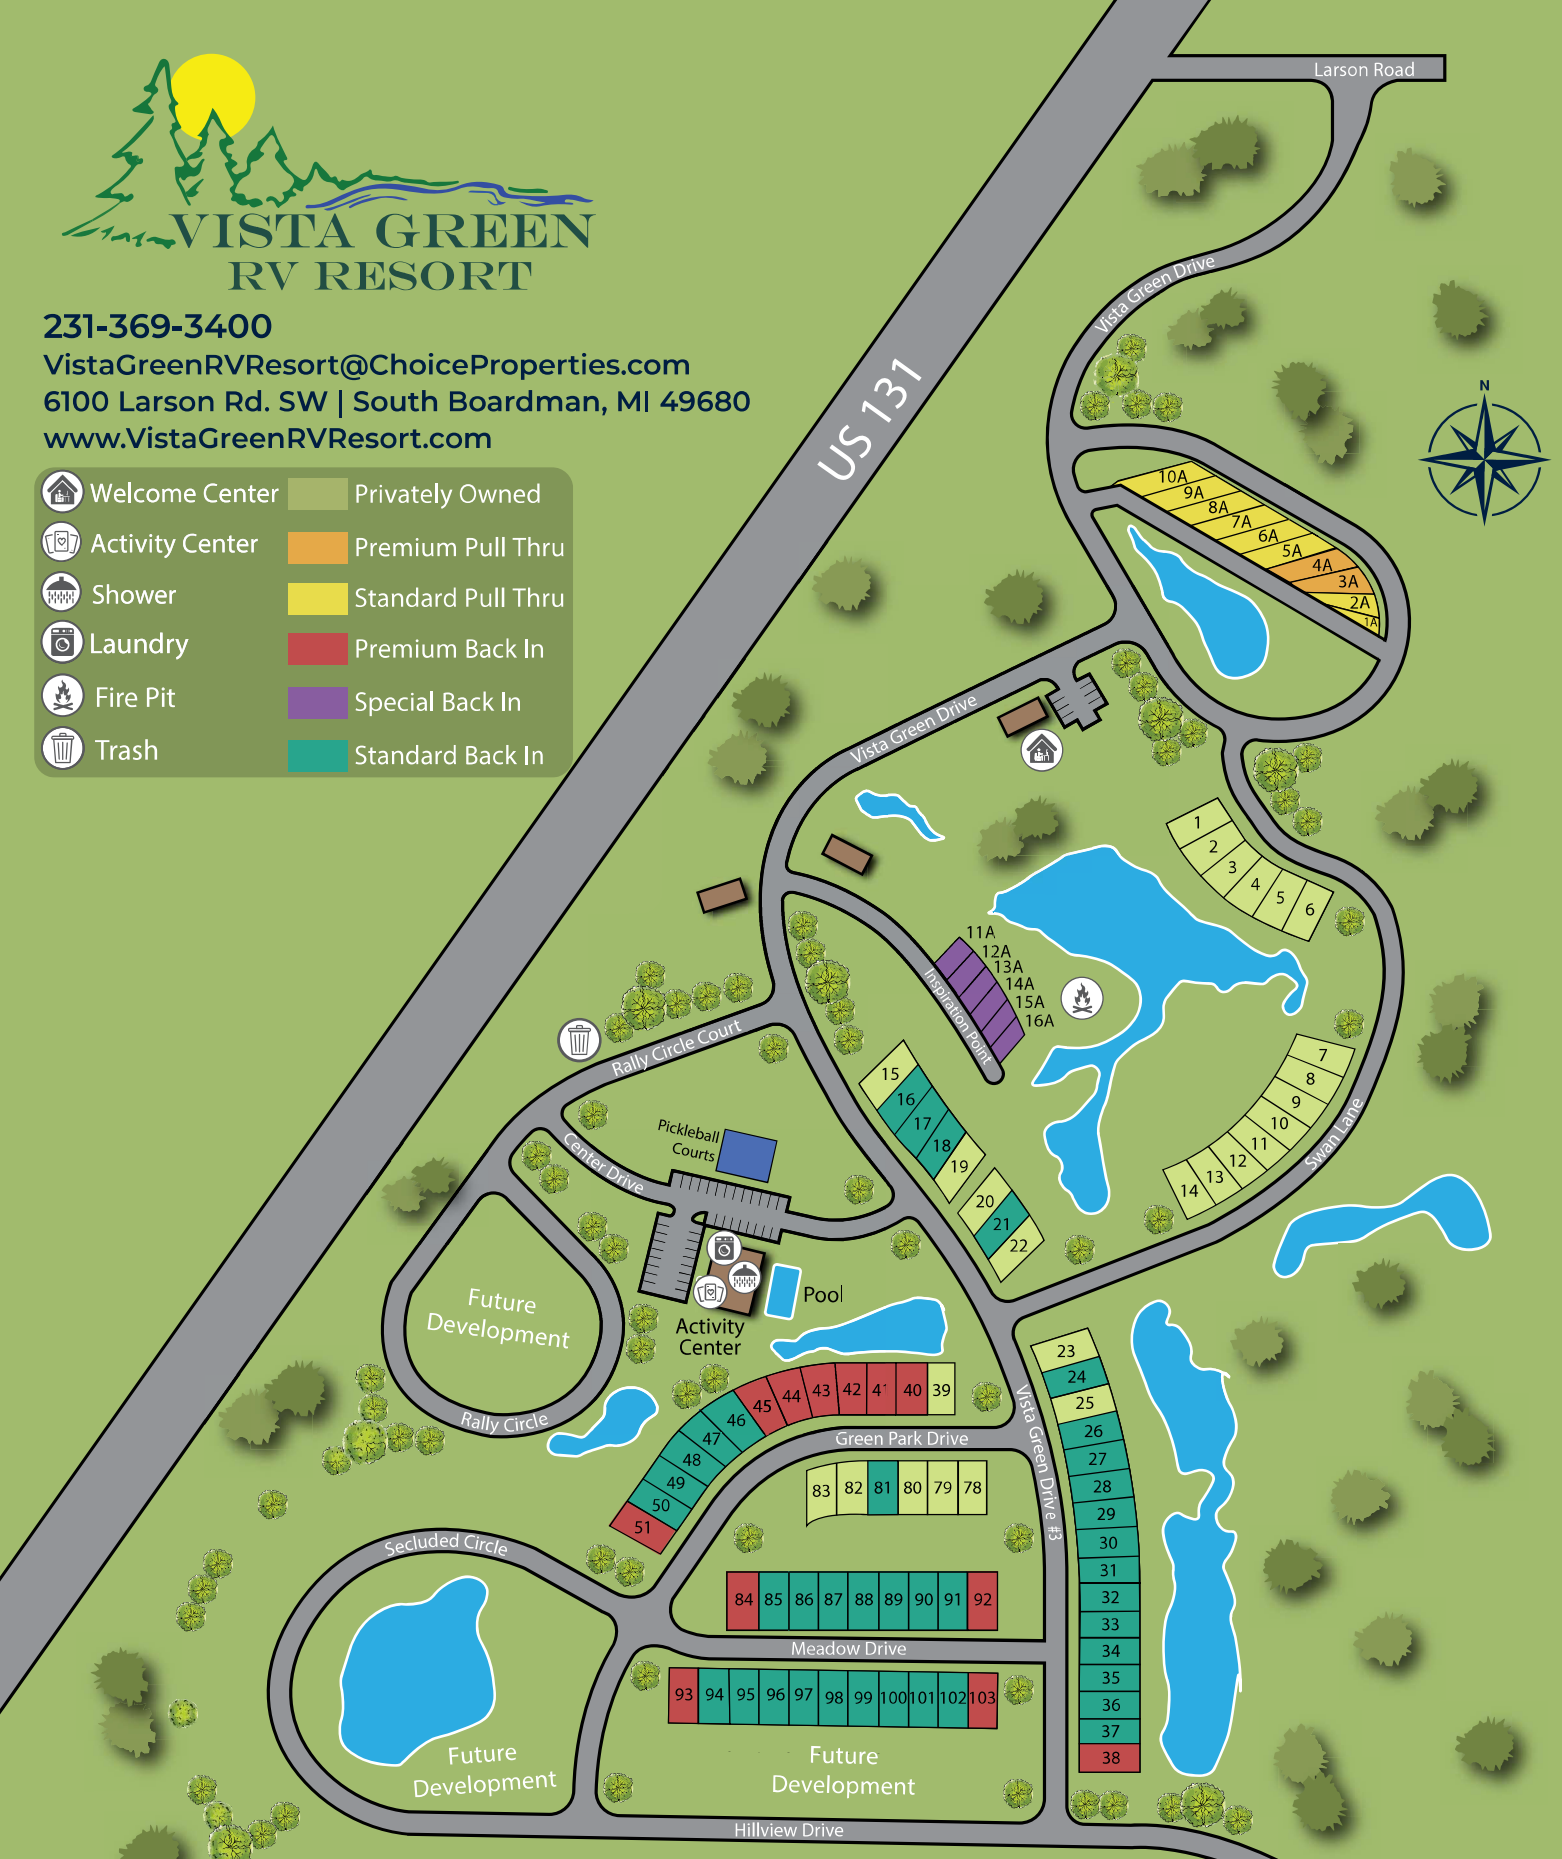 VISTA GREEN
RV RESORT
231-369-3400
VistaGreenRVResort@ChoiceProperties.com
6100 Larson Rd. SW | South Boardman, MI 49680
www.VistaGreenRVResort.com
Welcome Center
Activity Center
Shower
Laundry
Fire Pit
Trash
Privately Owned
Premium Pull Thru
Standard Pull Thru
Premium Back In
Special Back In
Standard Back In
US 131
Larson Road
Vista Green Drive
N
10A
9A
8A
7A
6A
5A
4A
3A
2A
1A
Vista Green Drive
1
2
3
4
5
6
11A
12A
13A
14A
15A
16A
Inspiration Point
7
8
9
10
11
12
13
14
Swan Lane
Rally Circle Court
15
16
17
18
19
20
21
22
Pickleball
Courts
Center Drive
Pool
Activity
Center
Future
Development
Rally Circle
23
24
25
26
27
28
29
30
31
32
33
34
35
36
37
38
Vista Green Drive #3
51
50
49
48
47
46
45
44
43
42
41
40
39
Green Park Drive
83
82
81
80
79
78
Secluded Circle
84
85
86
87
88
89
90
91
92
Meadow Drive
93
94
95
96
97
98
99
100
101
102
103
Future
Development
Future
Development
Hillview Drive